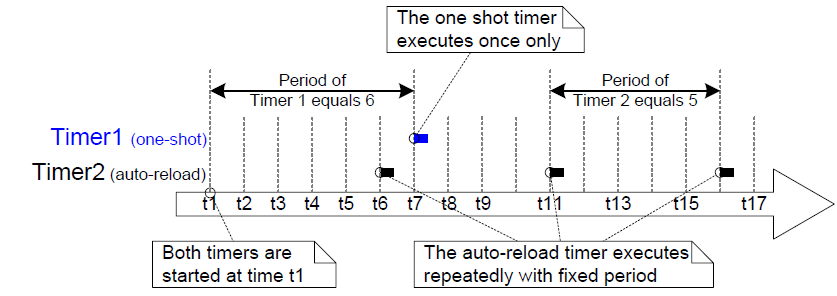 The one shot timer
executes once only
Period of
Timer 1 equals 6
Period of
Timer 2 equals 5
Timer1 (one-shot)
Timer2 (auto-reload)
t1 t2 t3 t4 t5 t6 t7 t8 t9 t11 t13 t15 t17
Both timers are
started at time t1
The auto-reload timer executes
repeatedly with fixed period